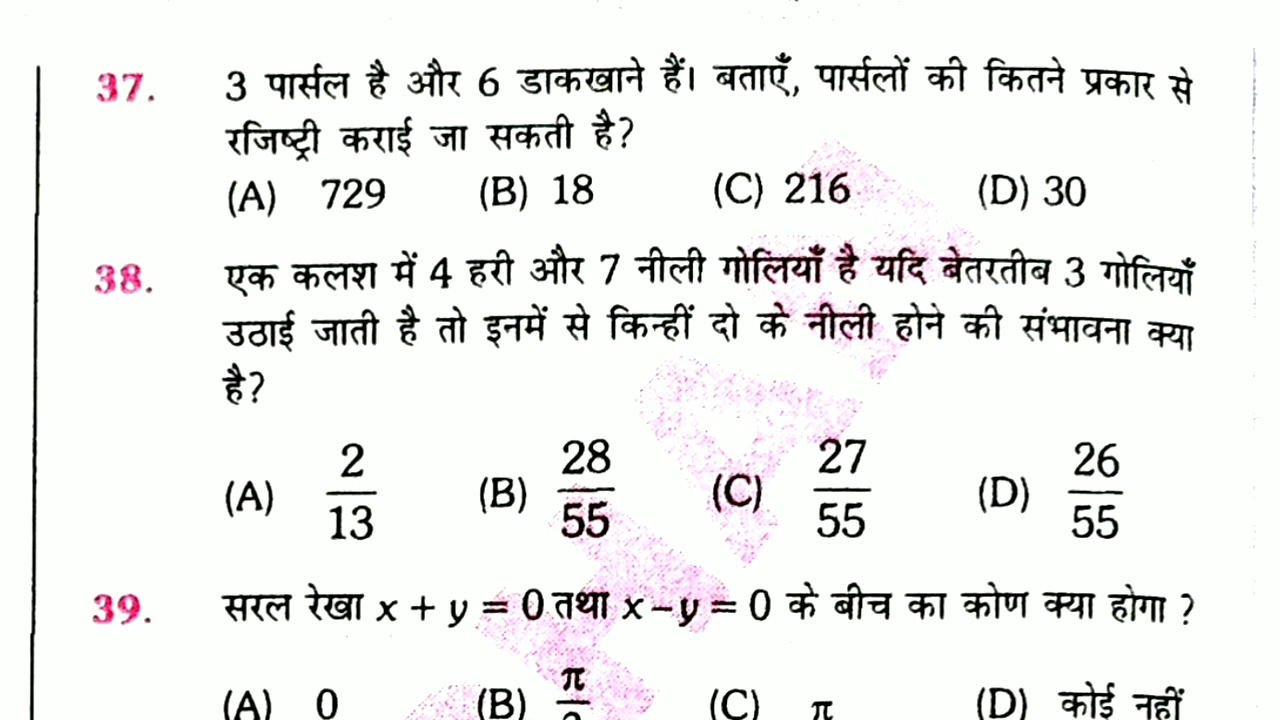 37. 3 पार्सल है और 6 डाकखाने हैं। बताएँ, पार्सलों की कितने प्रकार से
रजिष्ट्री कराई जा सकती है?
(A) 729 (B) 18 (C) 216 (D) 30
38. एक कलश में 4 हरी और 7 नीली गोलियाँ है यदि बेतरतीब 3 गोलियाँ
उठाई जाती है तो इनमें से किन्हीं दो के नीली होने की संभावना क्या
है?
(A) 2/13 (B) 28/55 (C) 27/55 (D) 26/55
39. सरल रेखा x + y = 0 तथा x – y = 0 के बीच का कोण क्या होगा ?
(A) 0 (B) π (C) π (D) कोई नहीं